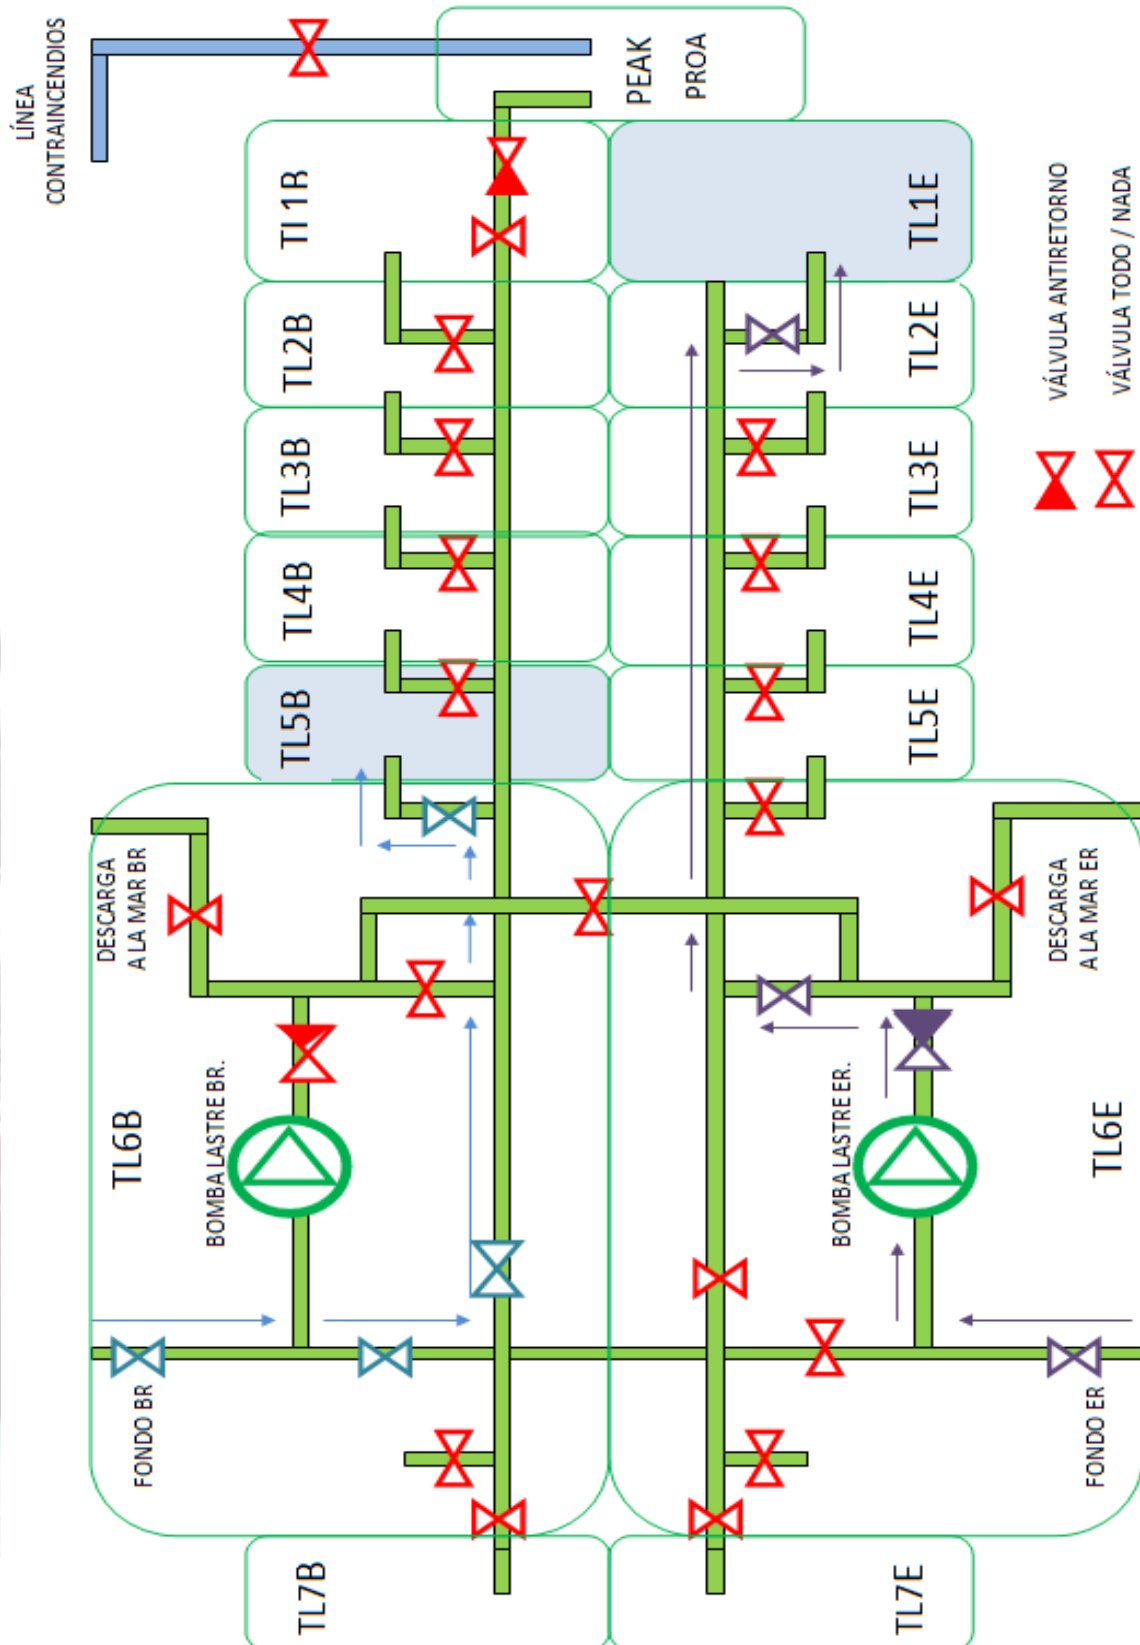 LÍNEA
CONTRAINCENDIOS
PEAK
PROA
TI 1B
TL1E
TL2B
TL2E
TL3B
TL3E
TL4B
TL4E
TL5B
TL5E
VÁLVULA ANTIRETORNO
VÁLVULA TODO / NADA
DESCARGA
A LA MAR BR
DESCARGA
A LA MAR ER
TL6B
BOMBA LASTRE BR.
BOMBA LASTRE ER.
TL6E
FONDO BR
FONDO ER
TL7B
TL7E